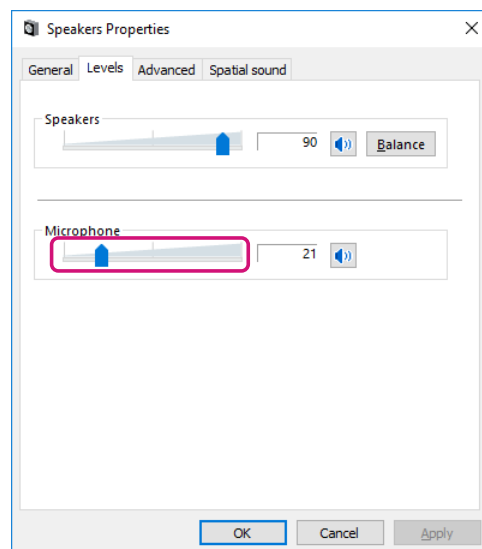 Speakers Properties
General Levels Advanced Spatial sound
Speakers
90 Balance
Microphone
21
OK Cancel Apply